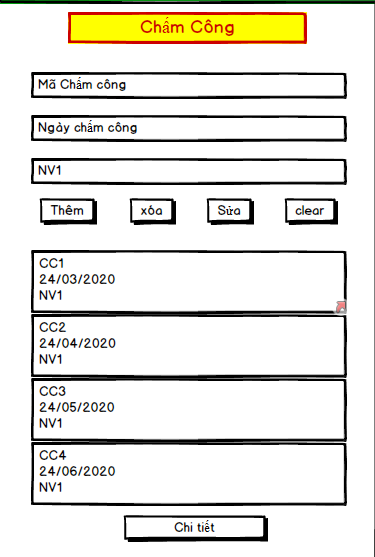 Chấm Công
Mã Chấm công
Ngày chấm công
NV1
Thêm xóa Sửa clear
CC1
24/03/2020
NV1
CC2
24/04/2020
NV1
CC3
24/05/2020
NV1
CC4
24/06/2020
NV1
Chi tiết